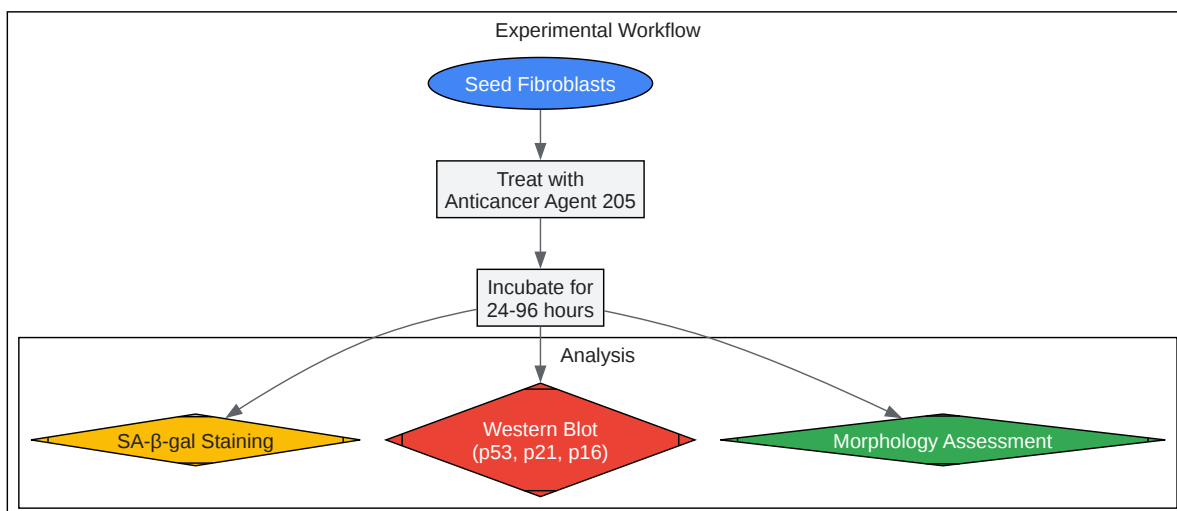 Experimental Workflow
Seed Fibroblasts
Treat with
Anticancer Agent 205
Incubate for
24-96 hours
Analysis
SA-β-gal Staining
Western Blot
(p53, p21, p16)
Morphology Assessment